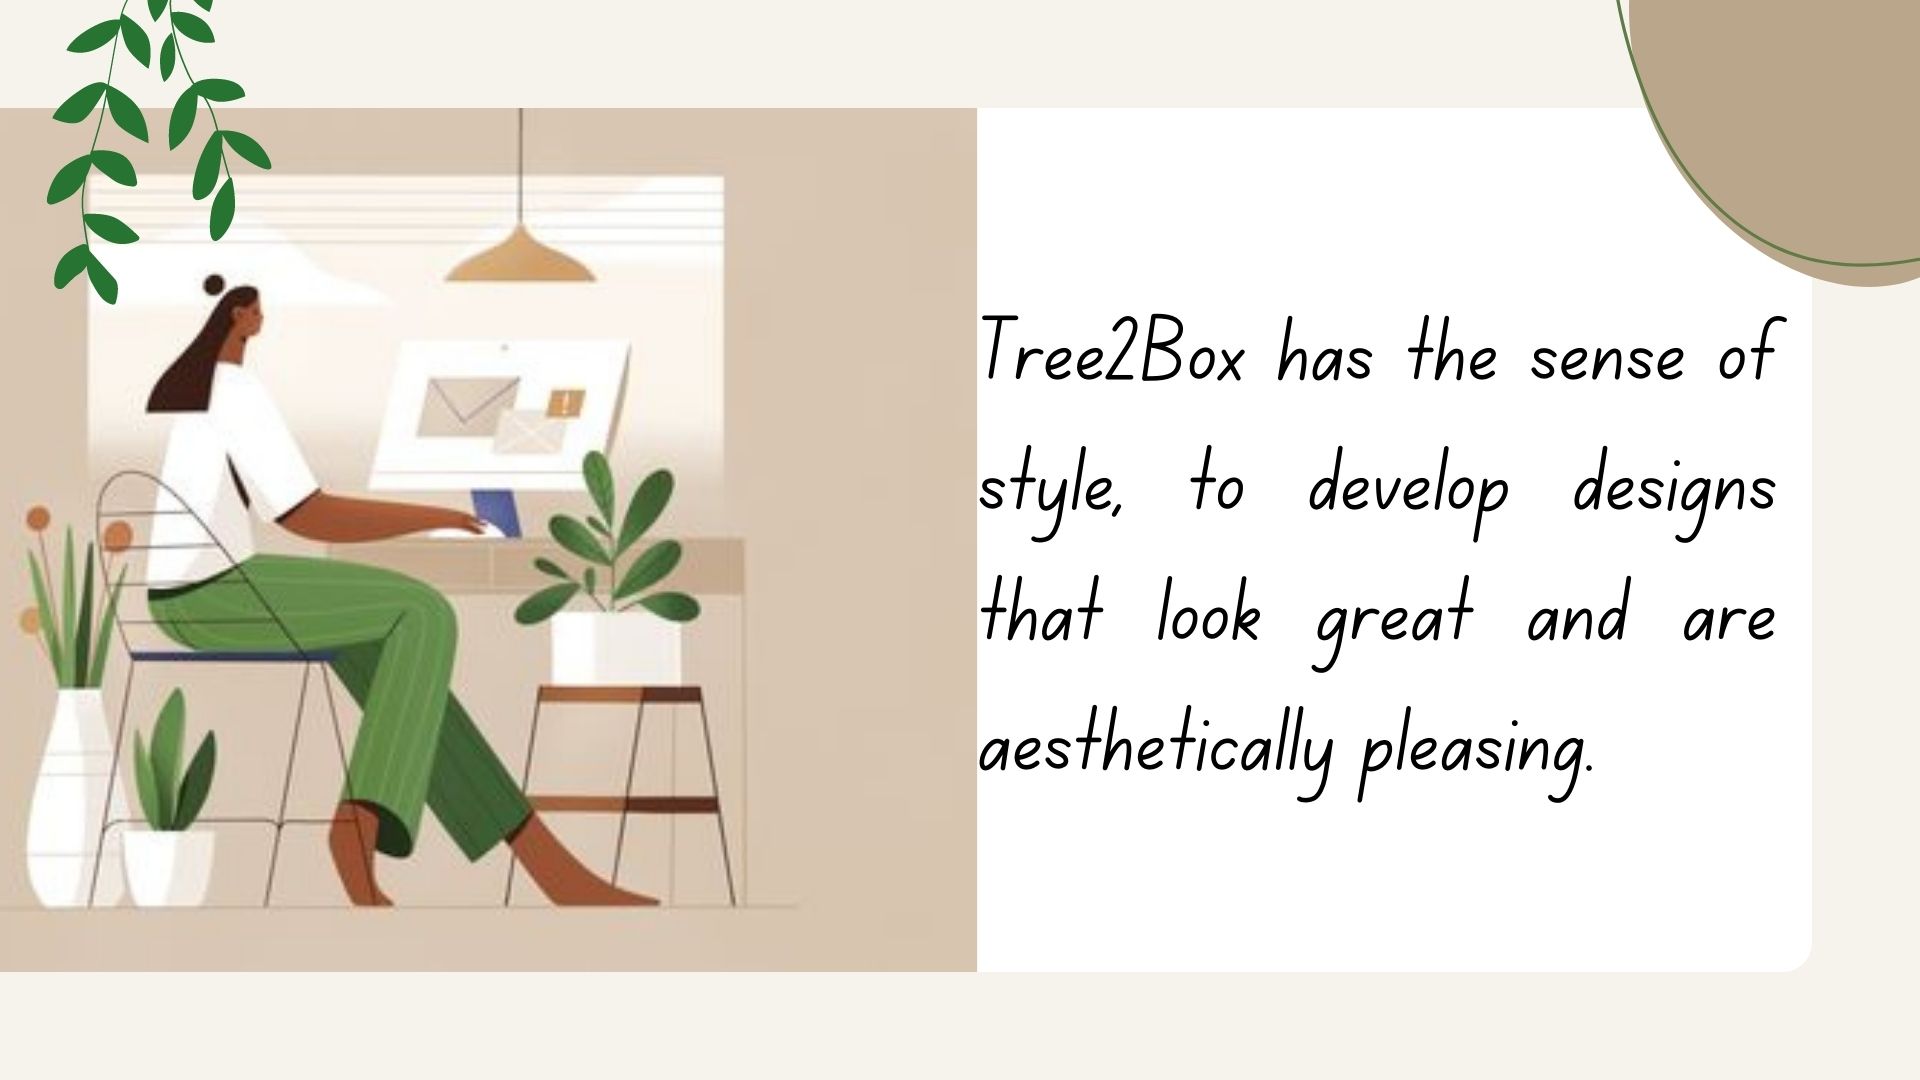 Tree2Box has the sense of
style, to develop designs
that look great and are
aesthetically pleasing.